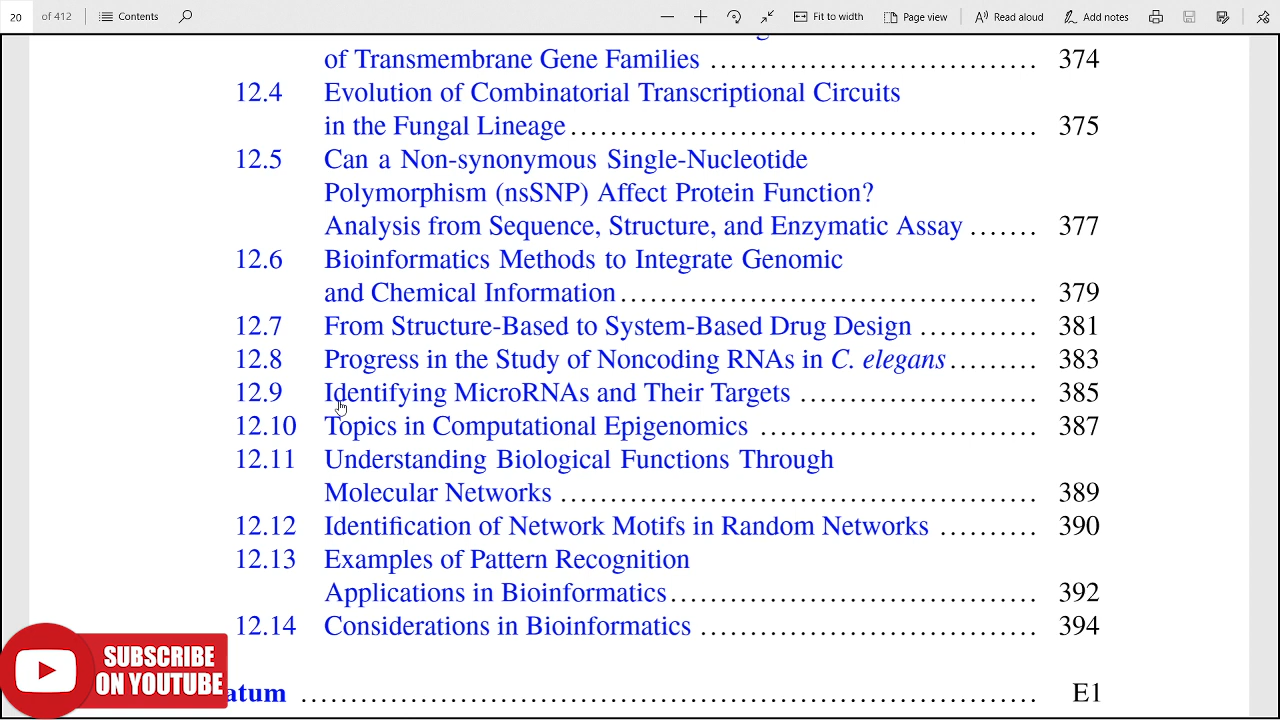 20 of 412 Contents Fit to width Page view Read aloud Add notes
of Transmembrane Gene Families ................................. 374
12.4 Evolution of Combinatorial Transcriptional Circuits
in the Fungal Lineage............................................... 375
12.5 Can a Non-synonymous Single-Nucleotide
Polymorphism (nsSNP) Affect Protein Function?
Analysis from Sequence, Structure, and Enzymatic Assay ....... 377
12.6 Bioinformatics Methods to Integrate Genomic
and Chemical Information.......................................... 379
12.7 From Structure-Based to System-Based Drug Design ............ 381
12.8 Progress in the Study of Noncoding RNAs in C. elegans......... 383
12.9 Identifying MicroRNAs and Their Targets ........................ 385
12.10 Topics in Computational Epigenomics ............................ 387
12.11 Understanding Biological Functions Through
Molecular Networks ................................................ 389
12.12 Identification of Network Motifs in Random Networks .......... 390
12.13 Examples of Pattern Recognition
Applications in Bioinformatics..................................... 392
12.14 Considerations in Bioinformatics .................................. 394
SUBSCRIBE
ON YOUTUBE
atum .......................................................................... E1